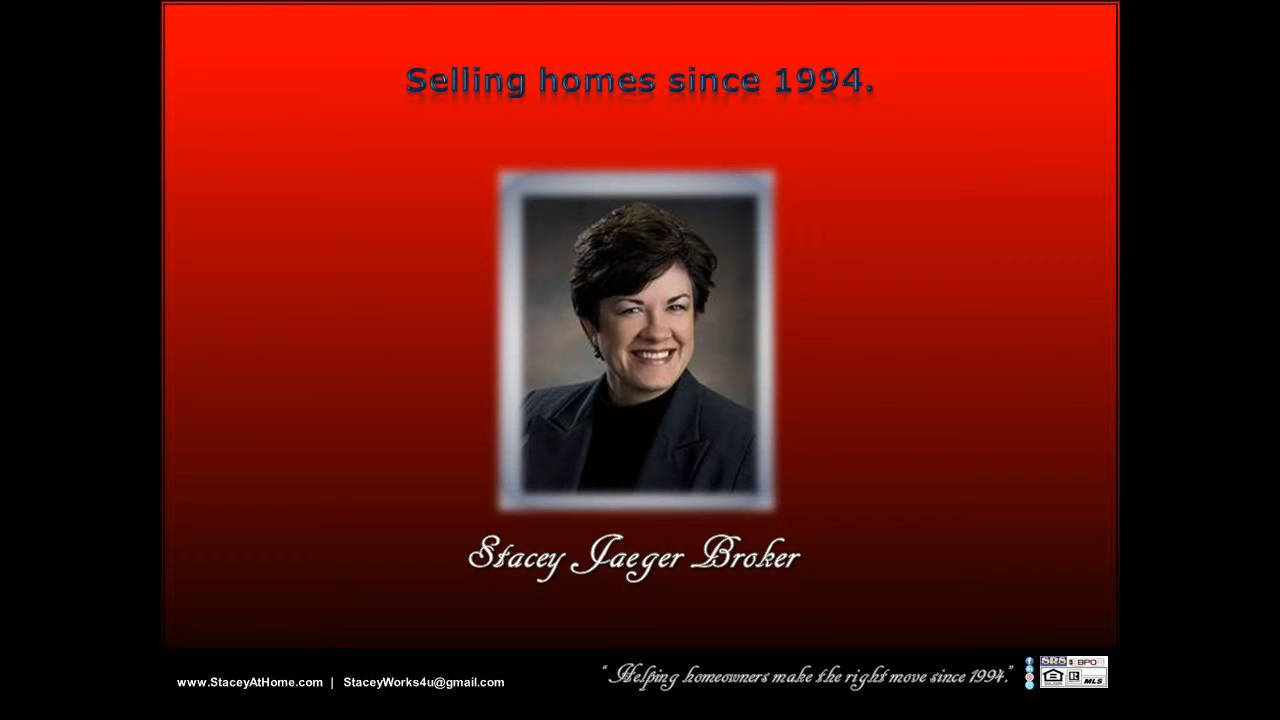 Selling homes since 1994.
Stacey Jaeger Broker
www.StaceyAtHome.com | StaceyWorks4u@gmail.com
“Helping homeowners make the right move since 1994.”
SRS BPO
R MLS